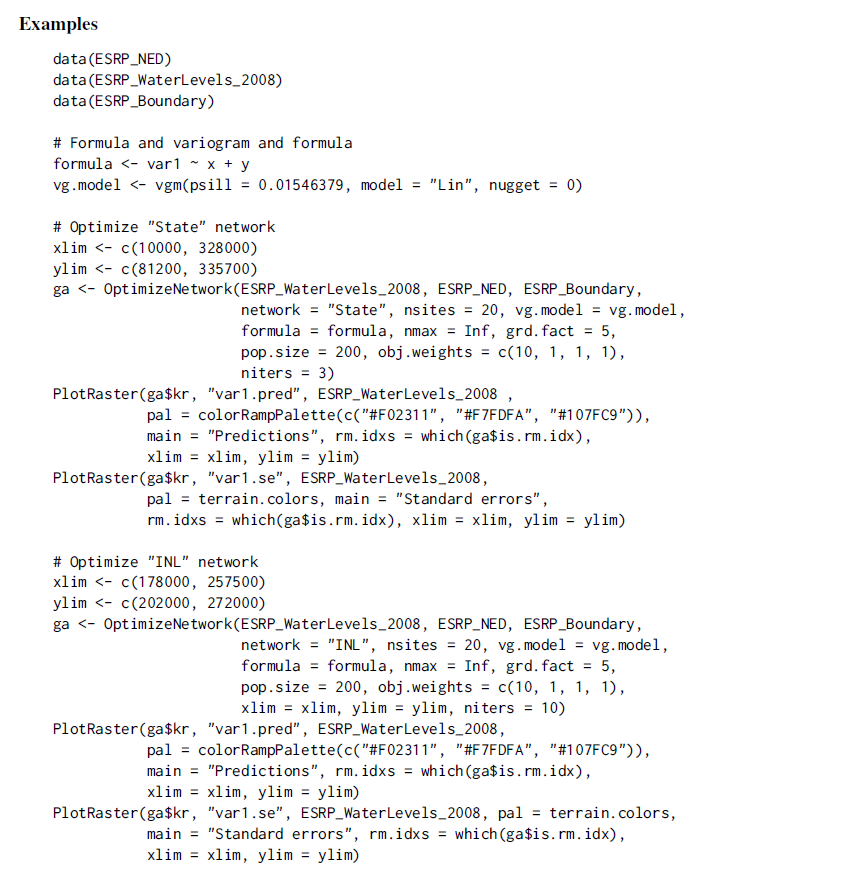 Examples
data(ESRP_NED)
data(ESRP_WaterLevels_2008)
data(ESRP_Boundary)
# Formula and variogram and formula
formula <- var1 ~ x + y
vg.model <- vgm(psill = 0.01546379, model = "Lin", nugget = 0)
# Optimize "State" network
xlim <- c(10000, 328000)
ylim <- c(81200, 335700)
ga <- OptimizeNetwork(ESRP_WaterLevels_2008, ESRP_NED, ESRP_Boundary,
network = "State", nsites = 20, vg.model = vg.model,
formula = formula, nmax = Inf, grd.fact = 5,
pop.size = 200, obj.weights = c(10, 1, 1, 1),
niters = 3)
PlotRaster(ga$kr, "var1.pred", ESRP_WaterLevels_2008 ,
pal = colorRampPalette(c("#F02311", "#F7FDFA", "#107FC9")),
main = "Predictions", rm.idxs = which(ga$is.rm.idx),
xlim = xlim, ylim = ylim)
PlotRaster(ga$kr, "var1.se", ESRP_WaterLevels_2008,
pal = terrain.colors, main = "Standard errors",
rm.idxs = which(ga$is.rm.idx), xlim = xlim, ylim = ylim)
# Optimize "INL" network
xlim <- c(178000, 257500)
ylim <- c(202000, 272000)
ga <- OptimizeNetwork(ESRP_WaterLevels_2008, ESRP_NED, ESRP_Boundary,
network = "INL", nsites = 20, vg.model = vg.model,
formula = formula, nmax = Inf, grd.fact = 5,
pop.size = 200, obj.weights = c(10, 1, 1, 1),
xlim = xlim, ylim = ylim, niters = 10)
PlotRaster(ga$kr, "var1.pred", ESRP_WaterLevels_2008,
pal = colorRampPalette(c("#F02311", "#F7FDFA", "#107FC9")),
main = "Predictions", rm.idxs = which(ga$is.rm.idx),
xlim = xlim, ylim = ylim)
PlotRaster(ga$kr, "var1.se", ESRP_WaterLevels_2008, pal = terrain.colors,
main = "Standard errors", rm.idxs = which(ga$is.rm.idx),
xlim = xlim, ylim = ylim)